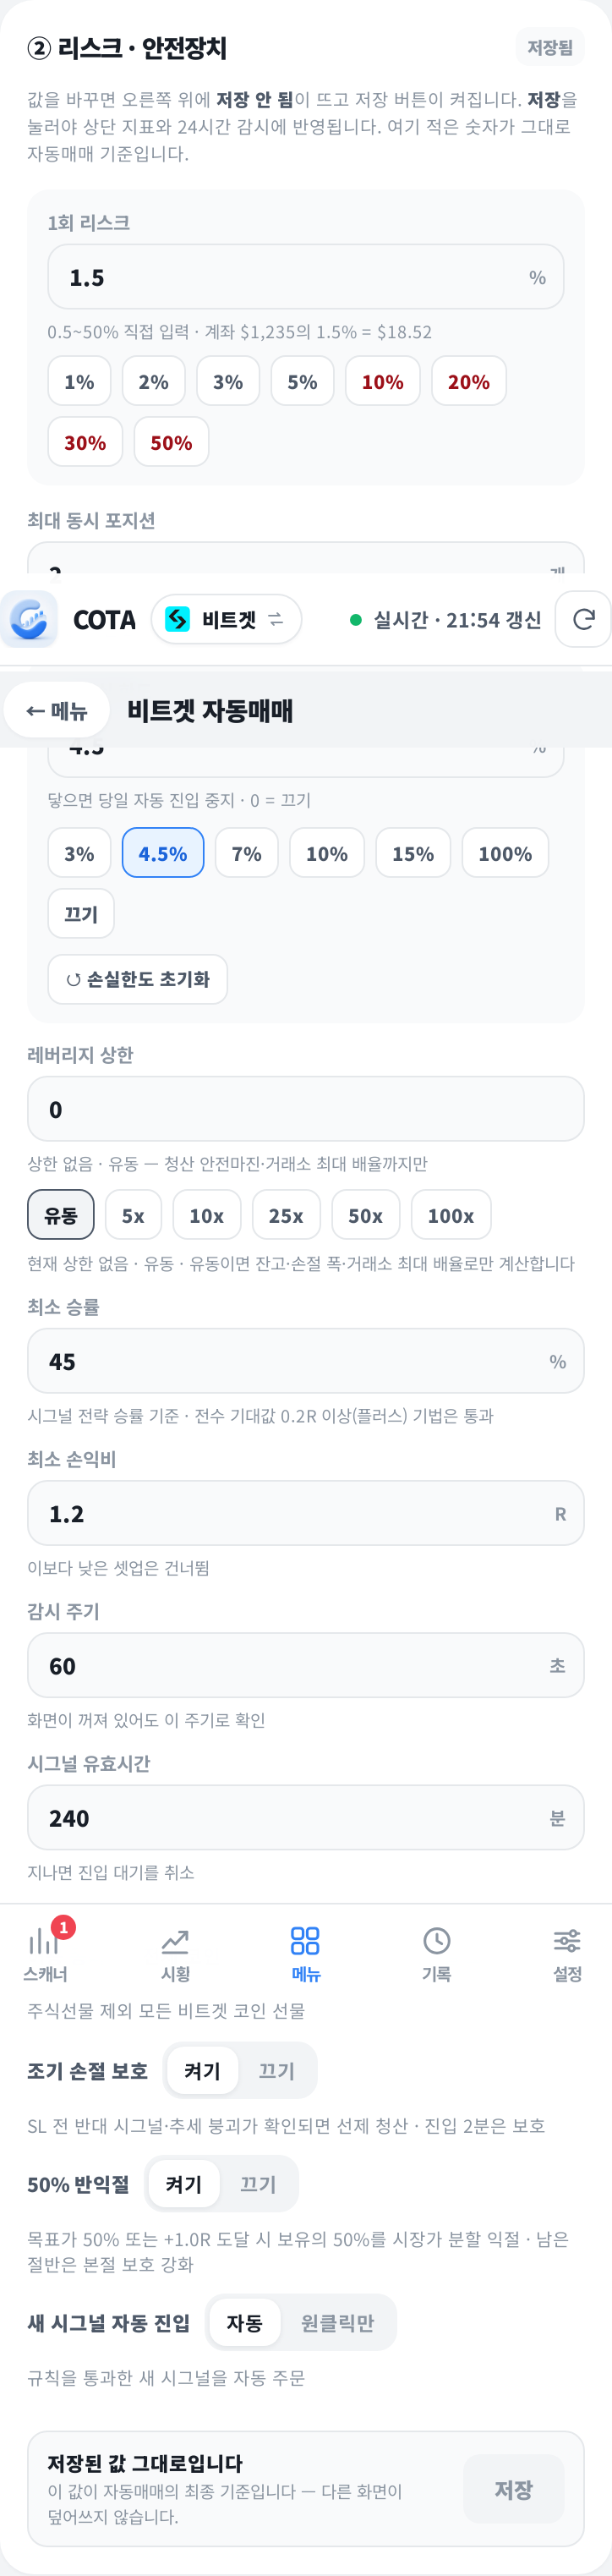 ② 리스크 · 안전장치
저장됨
값을 바꾸면 오른쪽 위에 저장 안 됨이 뜨고 저장 버튼이 켜집니다. 저장을
눌러야 상단 지표와 24시간 감시에 반영됩니다. 여기 적은 숫자가 그대로
자동매매 기준입니다.
1회 리스크
1.5 %
0.5~50% 직접 입력 · 계좌 $1,235의 1.5% = $18.52
1% 2% 3% 5% 10% 20%
30% 50%
최대 동시 포지션
COTA 비트겟 ⇌ 실시간 · 21:54 갱신
← 메뉴 비트겟 자동매매
4.5 %
닿으면 당일 자동 진입 중지 · 0 = 끄기
3% 4.5% 7% 10% 15% 100%
끄기
손실한도 초기화
레버리지 상한
0
상한 없음 · 유동 — 청산 안전마진·거래소 최대 배율까지만
유동 5x 10x 25x 50x 100x
현재 상한 없음 · 유동 · 유동이면 잔고·손절 폭·거래소 최대 배율로만 계산합니다
최소 승률
45 %
시그널 전략 승률 기준 · 전수 기대값 0.2R 이상(플러스) 기법은 통과
최소 손익비
1.2 R
이보다 낮은 셋업은 건너뜀
감시 주기
60 초
화면이 꺼져 있어도 이 주기로 확인
시그널 유효시간
240 분
지나면 진입 대기를 취소
1
스캐너 시황 메뉴 기록 설정
주식선물 제외 모든 비트겟 코인 선물
조기 손절 보호 켜기 끄기
SL 전 반대 시그널·추세 붕괴가 확인되면 선제 청산 · 진입 2분은 보호
50% 반익절 켜기 끄기
목표가 50% 또는 +1.0R 도달 시 보유의 50%를 시장가 분할 익절 · 남은
절반은 본절 보호 강화
새 시그널 자동 진입 자동 원클릭만
규칙을 통과한 새 시그널을 자동 주문
저장된 값 그대로입니다
이 값이 자동매매의 최종 기준입니다 — 다른 화면이
덮어쓰지 않습니다.
저장